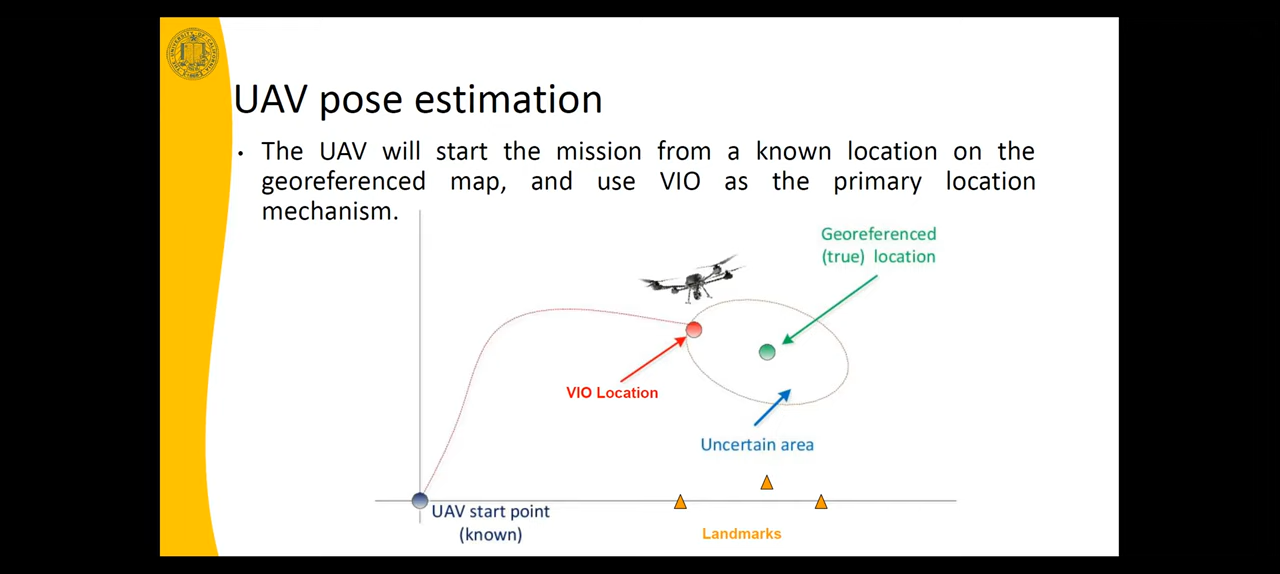 UAV pose estimation
• The UAV will start the mission from a known location on the
georeferenced map, and use VIO as the primary location
mechanism.
Georeferenced
(true) location
VIO Location
Uncertain area
UAV start point
(known)
Landmarks